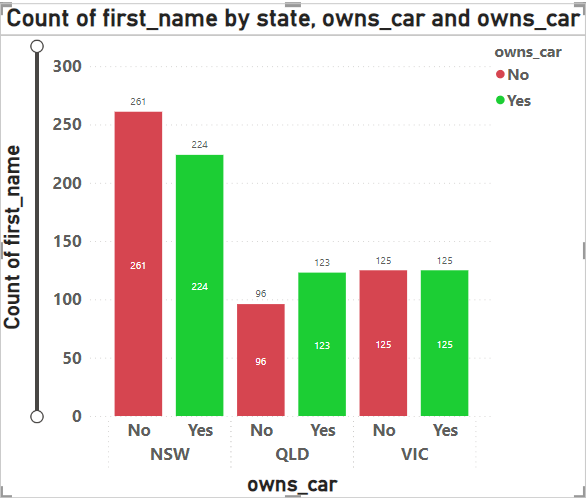 Count of first_name by state, owns_car and owns_car
owns_car
No
Yes
Count of first_name
300
250
200
150
100
50
0
261
224
96
123
125
125
261
224
96
123
125
125
No Yes No Yes No Yes
NSW QLD VIC
owns_car